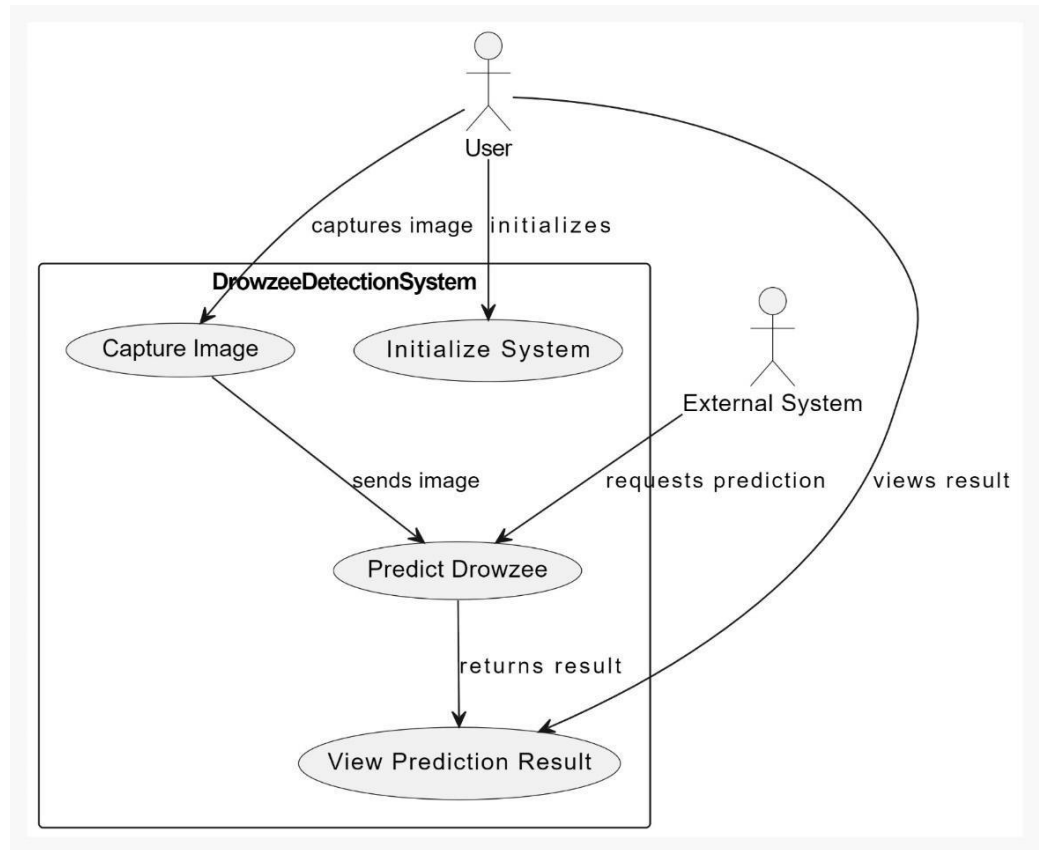 User
captures image
initializes
DrowzeeDetectionSystem
Capture Image
Initialize System
External System
sends image
requests prediction
views result
Predict Drowzee
returns result
View Prediction Result